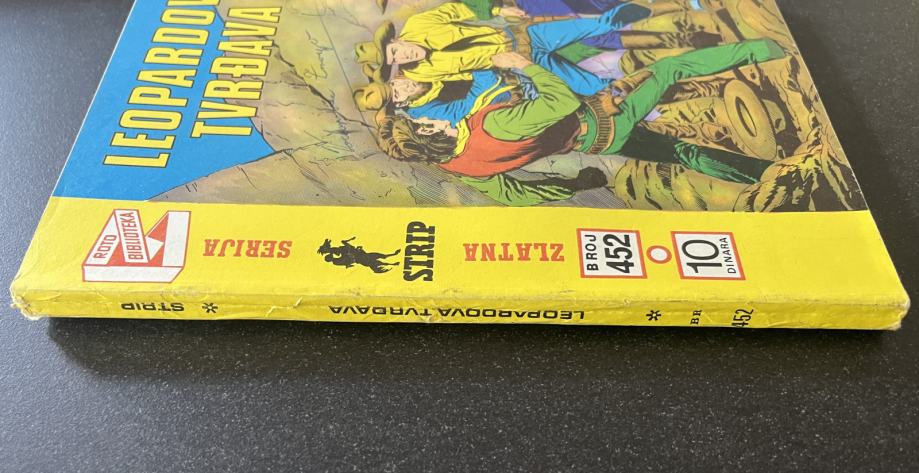 LEOPARDOVA
TVRĐAVA
ROTO
BIBLIOTEKA
ZLATNA
STRIP
SERIJA
BROJ
452
10
DINARA
STRIP * LEOPARDOVA TVRĐAVA * BR 452